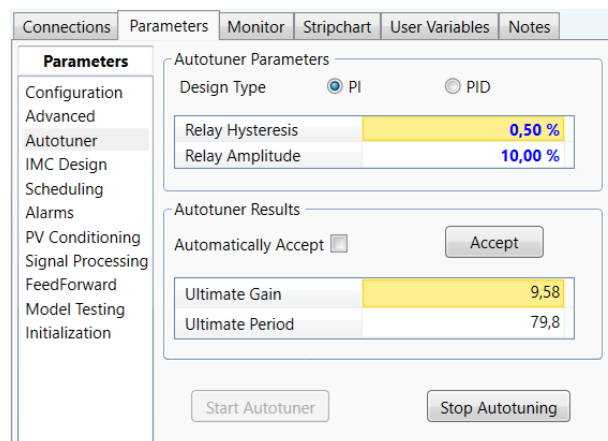 Connections Parameters Monitor Stripchart User Variables Notes
Parameters
Configuration
Advanced
Autotuner
IMC Design
Scheduling
Alarms
PV Conditioning
Signal Processing
FeedForward
Model Testing
Initialization
Autotuner Parameters
Design Type PI PID
Relay Hysteresis 0,50 %
Relay Amplitude 10,00 %
Autotuner Results
Automatically Accept Accept
Ultimate Gain 9,58
Ultimate Period 79,8
Start Autotuner Stop Autotuning